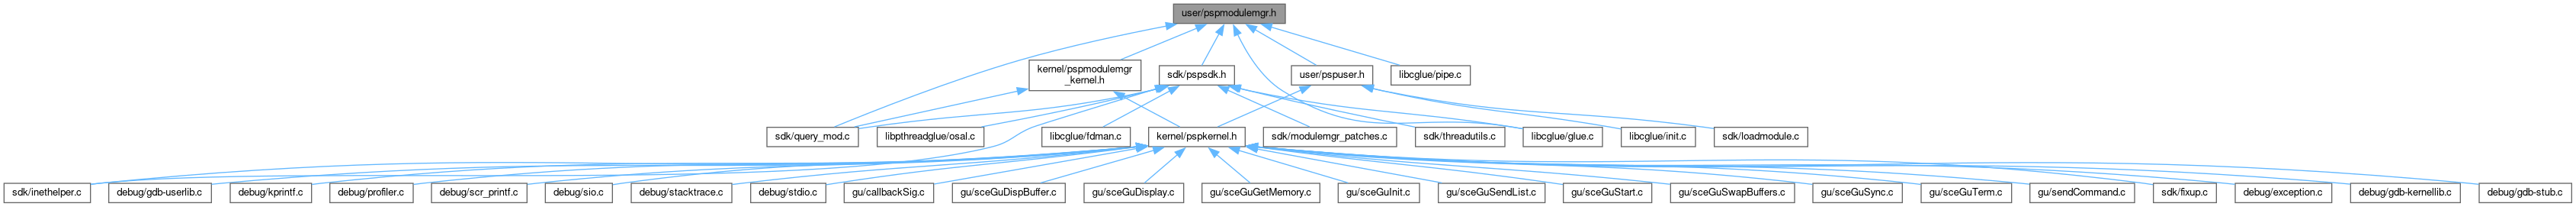 user/pspmodulemgr.h
kernel/pspmodulemgr
_kernel.h
sdk/pspsdk.h
user/pspuser.h
libcglue/pipe.c
sdk/query_mod.c
libpthreadglue/osal.c
libcglue/fdman.c
kernel/pspkernel.h
sdk/modulemgr_patches.c
sdk/threadutils.c
libcglue/glue.c
libcglue/init.c
sdk/loadmodule.c
sdk/inethelper.c
debug/gdb-userlib.c
debug/kprintf.c
debug/profiler.c
debug/scr_printf.c
debug/sio.c
debug/stacktrace.c
debug/stdio.c
gu/callbackSig.c
gu/sceGuDispBuffer.c
gu/sceGuDisplay.c
gu/sceGuGetMemory.c
gu/sceGuInit.c
gu/sceGuSendList.c
gu/sceGuStart.c
gu/sceGuSwapBuffers.c
gu/sceGuSync.c
gu/sceGuTerm.c
gu/sendCommand.c
sdk/fixup.c
debug/exception.c
debug/gdb-kernellib.c
debug/gdb-stub.c